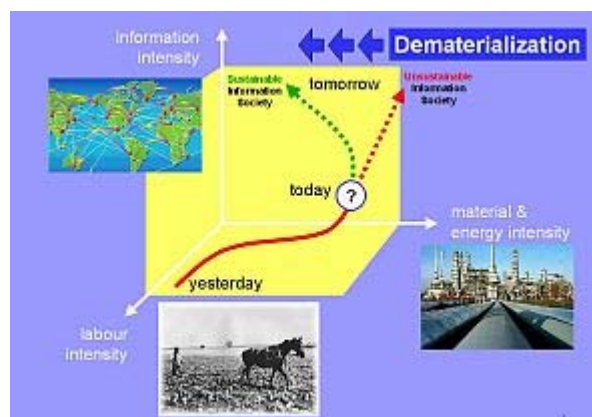 information
intensity
Dematerialization
Sustainable
Information
Society
tomorrow
Unsustainable
Information
Society
today
?
material &
energy intensity
yesterday
labour
intensity